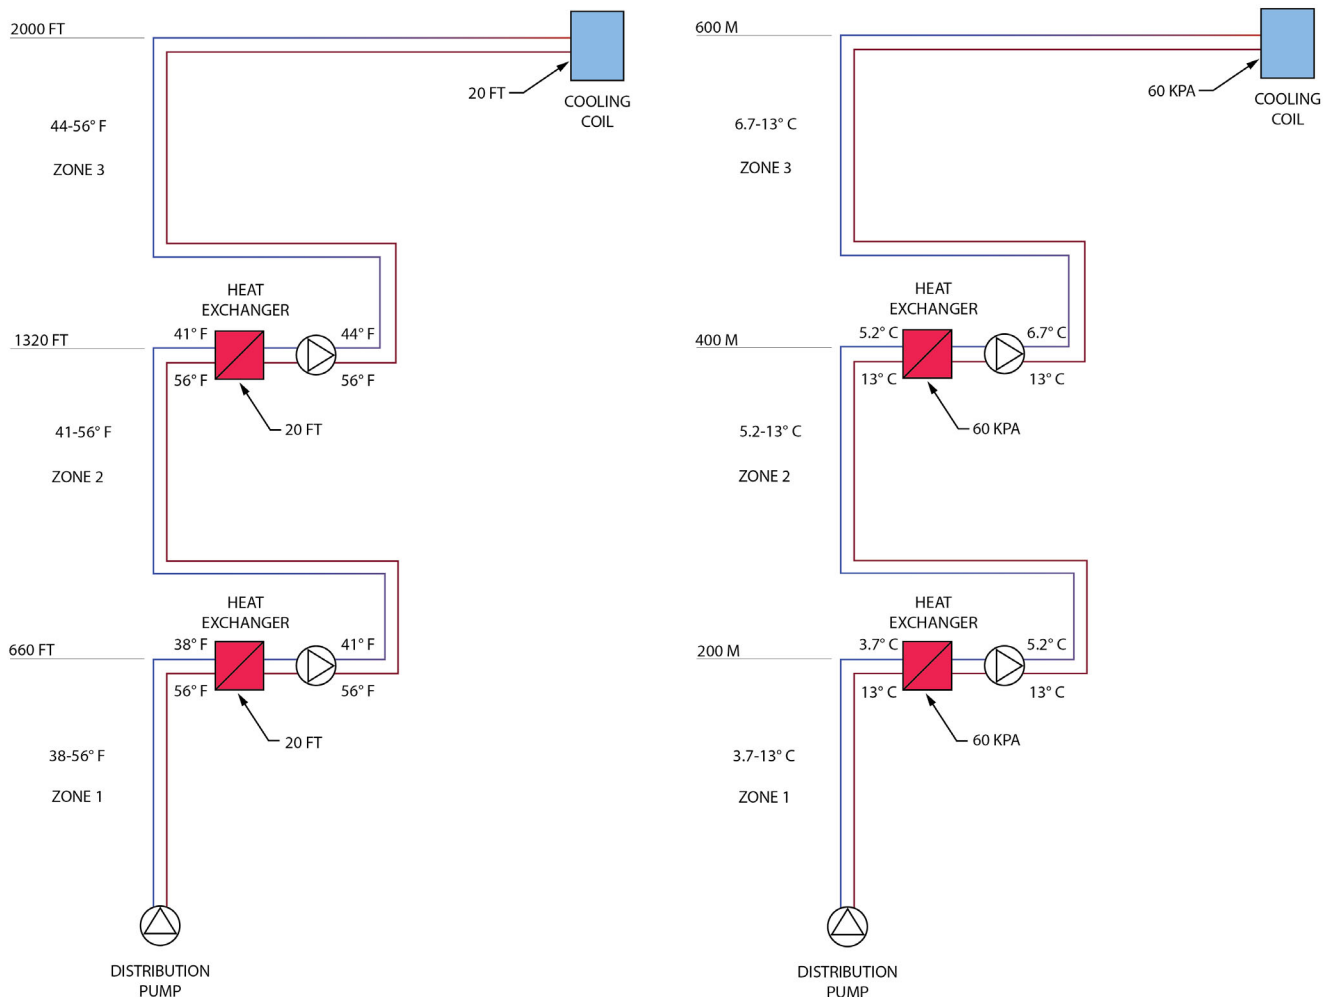 2000 FT
20 FT
COOLING
COIL
44-56° F
ZONE 3
HEAT
EXCHANGER
1320 FT
41° F
44° F
56° F
56° F
20 FT
41-56° F
ZONE 2
HEAT
EXCHANGER
660 FT
38° F
41° F
56° F
56° F
20 FT
38-56° F
ZONE 1
DISTRIBUTION
PUMP
600 M
60 KPA
COOLING
COIL
6.7-13° C
ZONE 3
HEAT
EXCHANGER
400 M
5.2° C
6.7° C
13° C
13° C
60 KPA
5.2-13° C
ZONE 2
HEAT
EXCHANGER
200 M
3.7° C
5.2° C
13° C
13° C
60 KPA
3.7-13° C
ZONE 1
DISTRIBUTION
PUMP